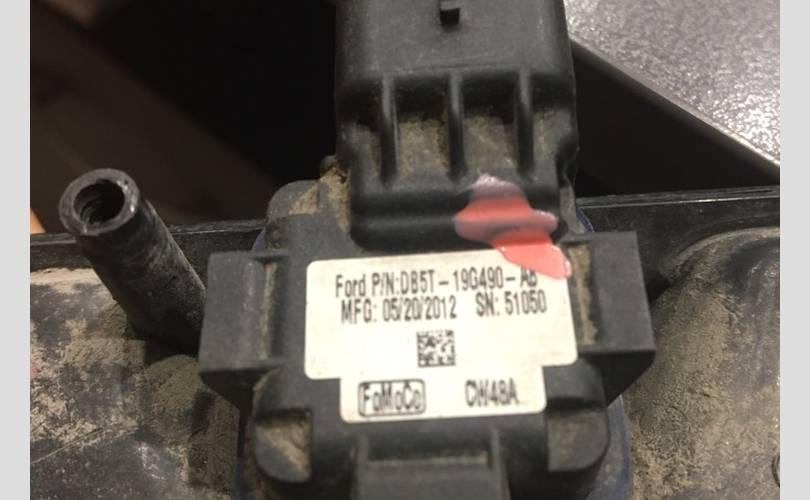 Ford P/N:DB5T-19G490-AB
MFG: 05/20/2012 SN: 51050
FoMoCo CW48A